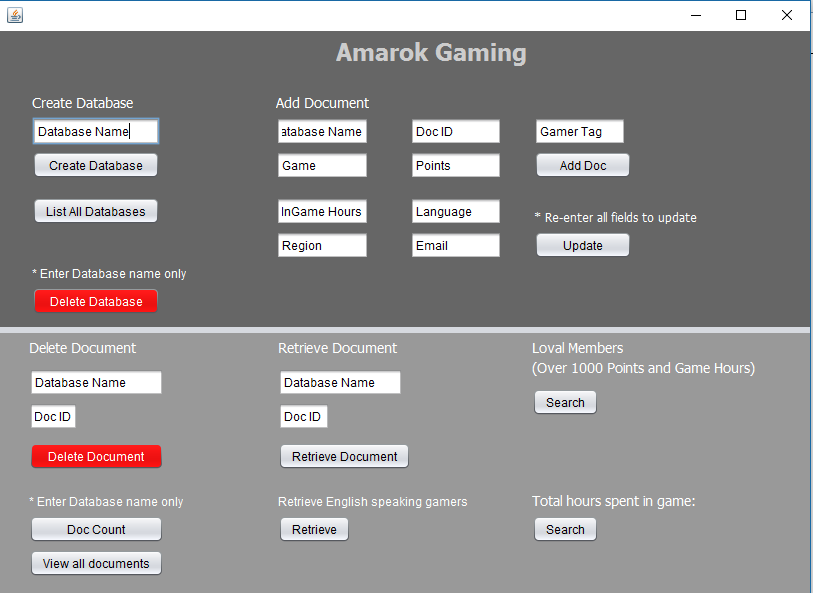 Amarok Gaming
Create Database
Database Name
Create Database
List All Databases
* Enter Database name only
Delete Database
Add Document
atabase Name
Doc ID
Gamer Tag
Game
Points
Add Doc
InGame Hours
Language
* Re-enter all fields to update
Region
Email
Update
Delete Document
Database Name
Doc ID
Delete Document
* Enter Database name only
Doc Count
View all documents
Retrieve Document
Database Name
Doc ID
Retrieve Document
Retrieve English speaking gamers
Retrieve
Loval Members
(Over 1000 Points and Game Hours)
Search
Total hours spent in game:
Search